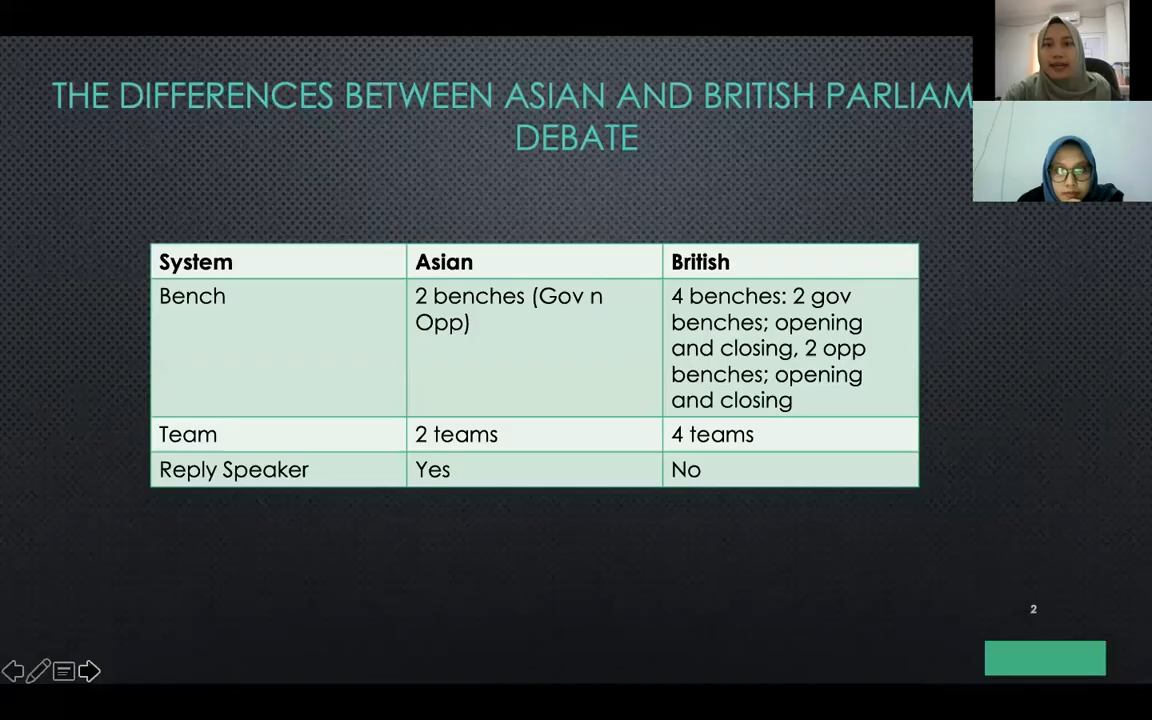 THE DIFFERENCES BETWEEN ASIAN AND BRITISH PARLIAM
DEBATE
System Asian British
Bench 2 benches (Gov n Opp) 4 benches: 2 gov benches; opening and closing, 2 opp benches; opening and closing
Team 2 teams 4 teams
Reply Speaker Yes No
2